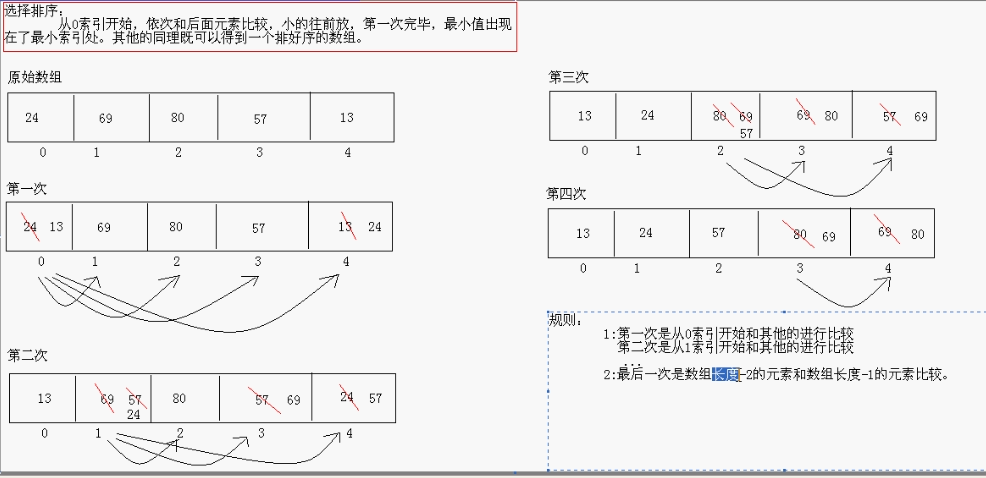 选择排序:
从0索引开始，依次和后面元素比较，小的往前放，第一次完毕，最小值出现
在了最小索引处。其他的同理既可以得到一个排好序的数组。
原始数组
24 69 80 57 13
0 1 2 3 4
第一次
24 13 69 80 57 13 24
0 1 2 3 4
第二次
13 69 57 80 57 69 24 57
24
0 1 2 3 4
第三次
13 24 80 69 69 80 57 69
57
0 1 2 3 4
第四次
13 24 57 80 69 69 80
0 1 2 3 4
规则:
1:第一次是从0索引开始和其他的进行比较
第二次是从1索引开始和其他的进行比较
...
2:最后一次是数组长度-2的元素和数组长度-1的元素比较。